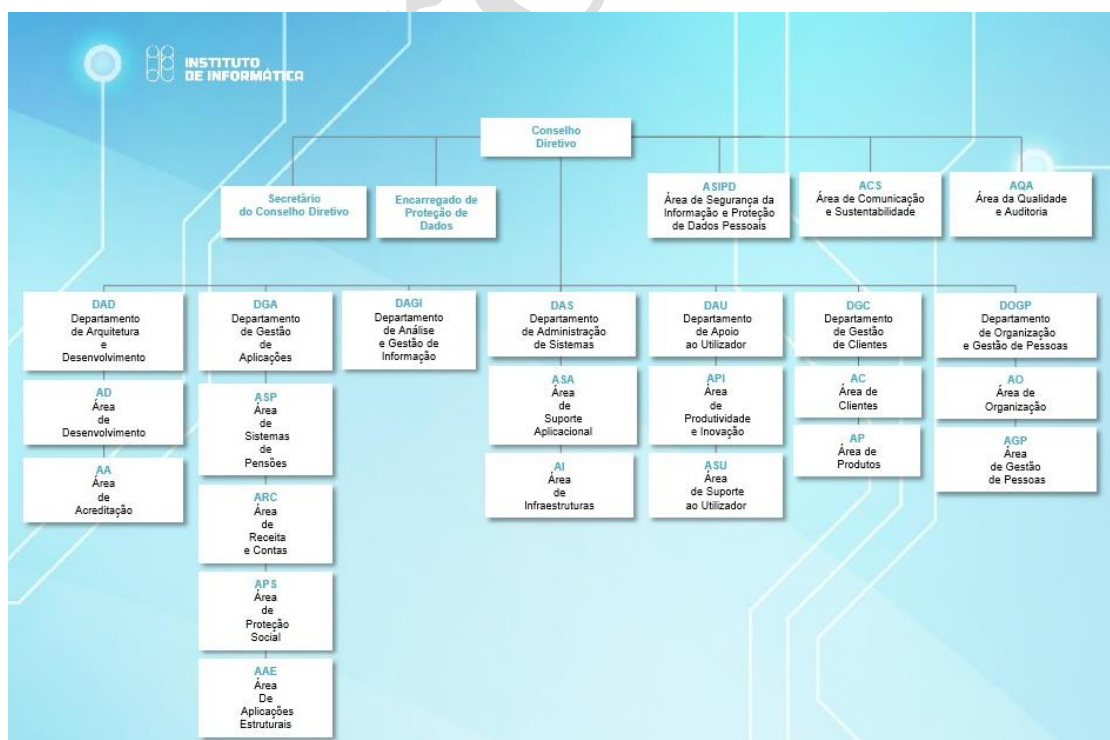 INSTITUTO
DE INFORMÁTICA
Conselho
Diretivo
Secretário
do Conselho Diretivo
Encarregado de
Proteção de
Dados
ASIPD
Área de Segurança da
Informação e Proteção
de Dados Pessoais
ACS
Área de Comunicação
e Sustentabilidade
AQA
Área da Qualidade
e Auditoria
DAD
Departamento
de Arquitetura
e
Desenvolvimento
DGA
Departamento
de Gestão
de
Aplicações
DAGI
Departamento
de Análise
e Gestão de
Informação
DAS
Departamento
de Administração
de Sistemas
DAU
Departamento
de Apoio
ao Utilizador
DGC
Departamento
de Gestão
de Clientes
DOGP
Departamento
de Organização
e Gestão de Pessoas
AD
Área
de
Desenvolvimento
AA
Área
de
Acreditação
ASP
Área
de
Sistemas
de
Pensões
ARC
Área
de
Receita
e Contas
APS
Área
de
Proteção
Social
AAE
Área
De
Aplicações
Estruturais
ASA
Área
de
Suporte
Aplicacional
AI
Área
de
Infraestruturas
API
Área
de
Produtividade
e Inovação
ASU
Área
de Suporte
ao Utilizador
AC
Área de
Clientes
AP
Área de
Produtos
AO
Área de
Organização
AGP
Área
de Gestão
de Pessoas